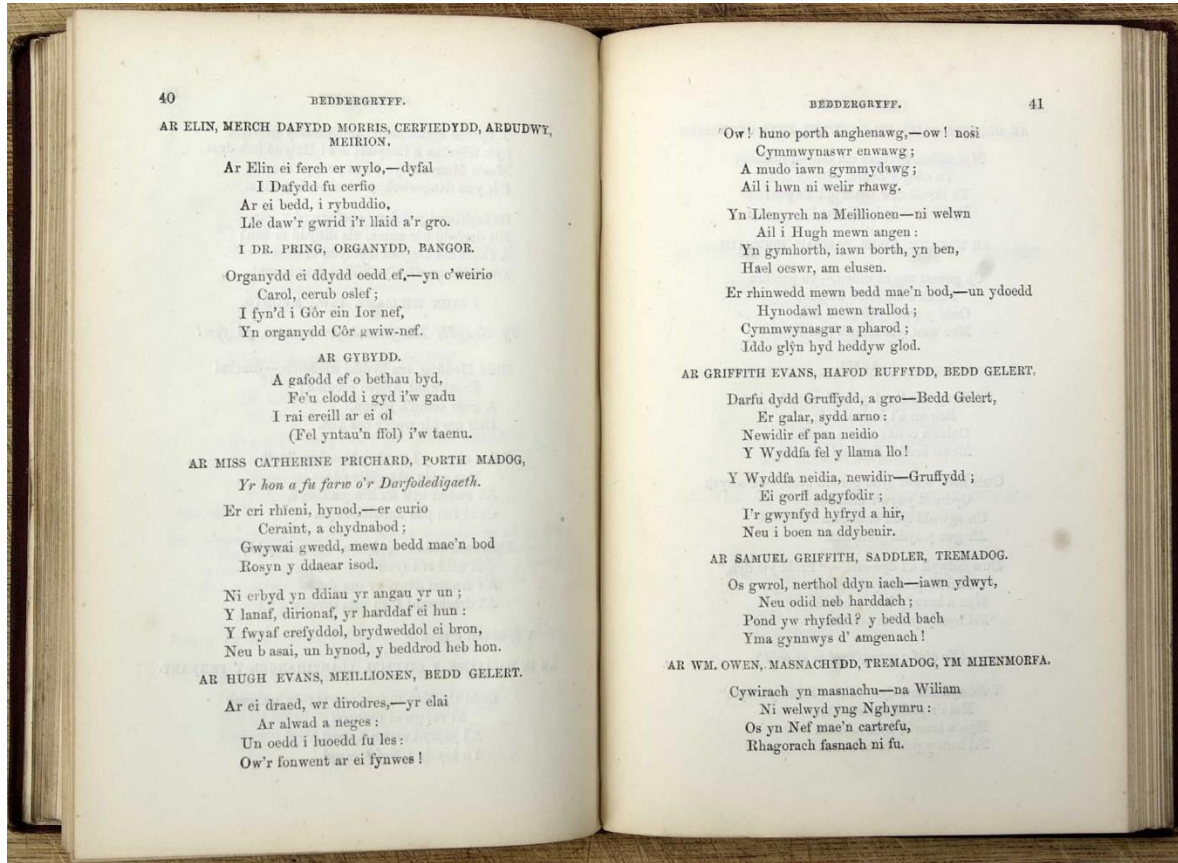 40
BEDDERGRYFF.
AR ELIN, MERCH DAFYDD MORRIS, CERFIEDYDD, ARDUDWY,
MEIRION.
Ar Elin ei ferch er wylo,—dyfal
I Dafydd fu cerfio
Ar ei bedd, i rybuddio,
Lle daw'r gwrid i'r llaid a'r gro.
I DR. PRING, ORGANYDD, BANGOR.
Organydd ei ddydd oedd ef,—yn c'weirio
Carol, cerub oslef;
I fyn'd i Gôr ein Ior nef,
Yn organydd Côr gwiw-nef.
AR GYBYDD.
A gafodd ef o bethau byd,
Fe'u clodd i gyd i'w gadu
I rai ereill ar ei ol
(Fel yntau'n ffol) i'w taenu.
AR MISS CATHERINE PRICHARD, PORTH MADOG,
Yr hon a fu farw o'r Darfodedigaeth.
Er cri rhieni, hynod,—er curio
Ceraint, a chydnabod;
Gwywai gwedd, mewn bedd mae'n bod
Rosyn y ddaear isod.
Ni erbyd yn ddiau yr angau yr un;
Y lanaf, dirionaf, yr harddaf ei hun:
Y fwyaf crefyddol, brydweddol ei bron,
Neu b asai, un hynod, y beddrod heb hon.
AR HUGH EVANS, MEILLIONEN, BEDD GELERT.
Ar ei draed, wr dirodres,—yr elai
Ar alwad a neges:
Un oedd i luoedd fu les:
Ow'r fonwent ar ei fynwes!
BEDDERGRYFF.
41
Ow! huno porth anghenawg,—ow! nosi
Cymmwynaswr enwawg;
A mudo iawn gymmydawg;
Ail i hwn ni welir rhawg.
Yn Llenyrch na Meillionen—ni welwn
Ail i Hugh mewn angen:
Yn gymhorth, iawn borth, yn ben,
Hael oeswr, am elusen.
Er rhinwedd mewn bedd mae'n bod,—un ydoedd
Hynodawl mewn trallod;
Cymmwynasgar a pharod;
Iddo glŷn hyd heddyw glod.
AR GRIFFITH EVANS, HAFOD RUFFYDD, BEDD GELERT.
Darfu dydd Gruffydd, a gro—Bedd Gelert,
Er galar, sydd arno:
Newidir ef pan neidio
Y Wyddfa fel y llama llo!
Y Wyddfa neidia, newidir—Gruffydd;
Ei gorff adgyfodir;
I'r gwynfyd hyfryd a hir,
Neu i boen na ddybenir.
AR SAMUEL GRIFFITH, SADDLER, TREMADOG.
Os gwrol, nerthol ddyn iach—iawn ydwyt,
Neu odid neb harddach;
Pond yw rhyfedd? y bedd bach
Yma gynnwys d' amgenach!
AR WM. OWEN, MASNACHYDD, TREMADOG, YM MHENMORFA.
Cywirach yn masnachu—na Wiliam
Ni welwyd yng Nghymru:
Os yn Nef mae'n cartrefu,
Rhagorach fasnach ni fu.